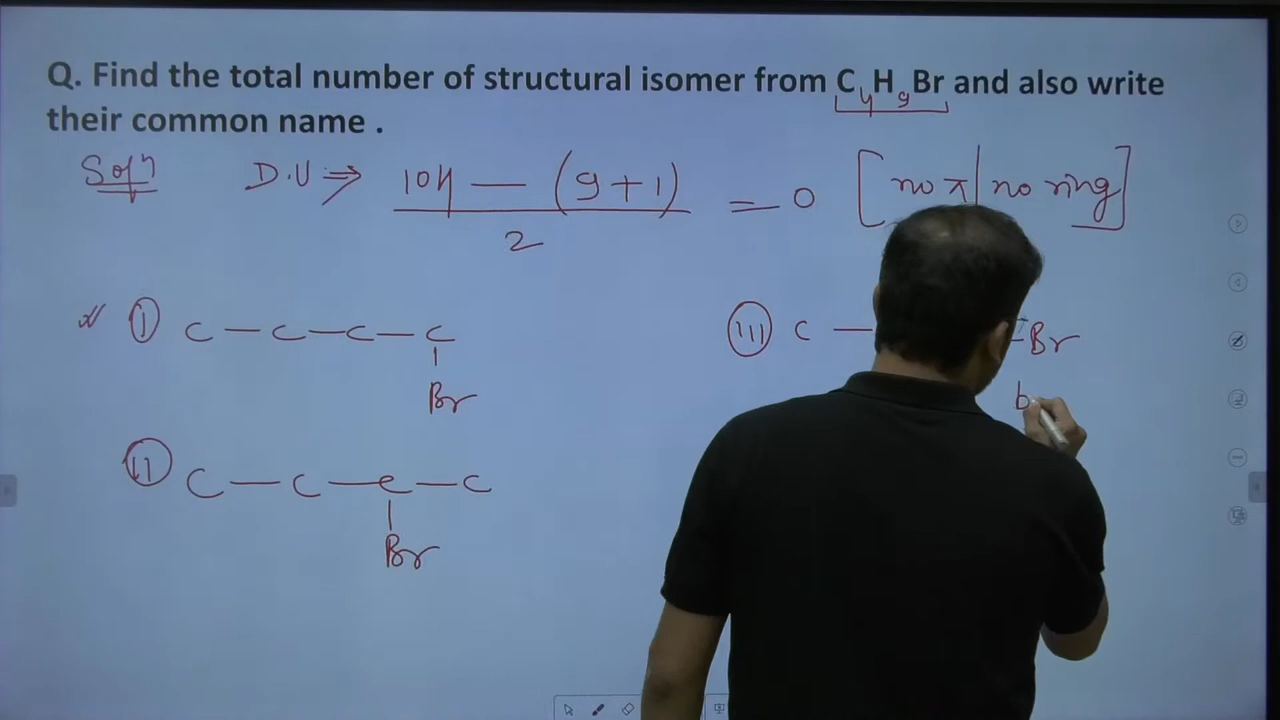 Q. Find the total number of structural isomer from C4H9Br and also write
their common name .
Solⁿ D.U ⇒ 10 — (9+1) / 2 = 0 [no π | no ring]
(i) C — C — C — C
Br
(iii) C — Br
b
(ii) C — C — C — C
Br